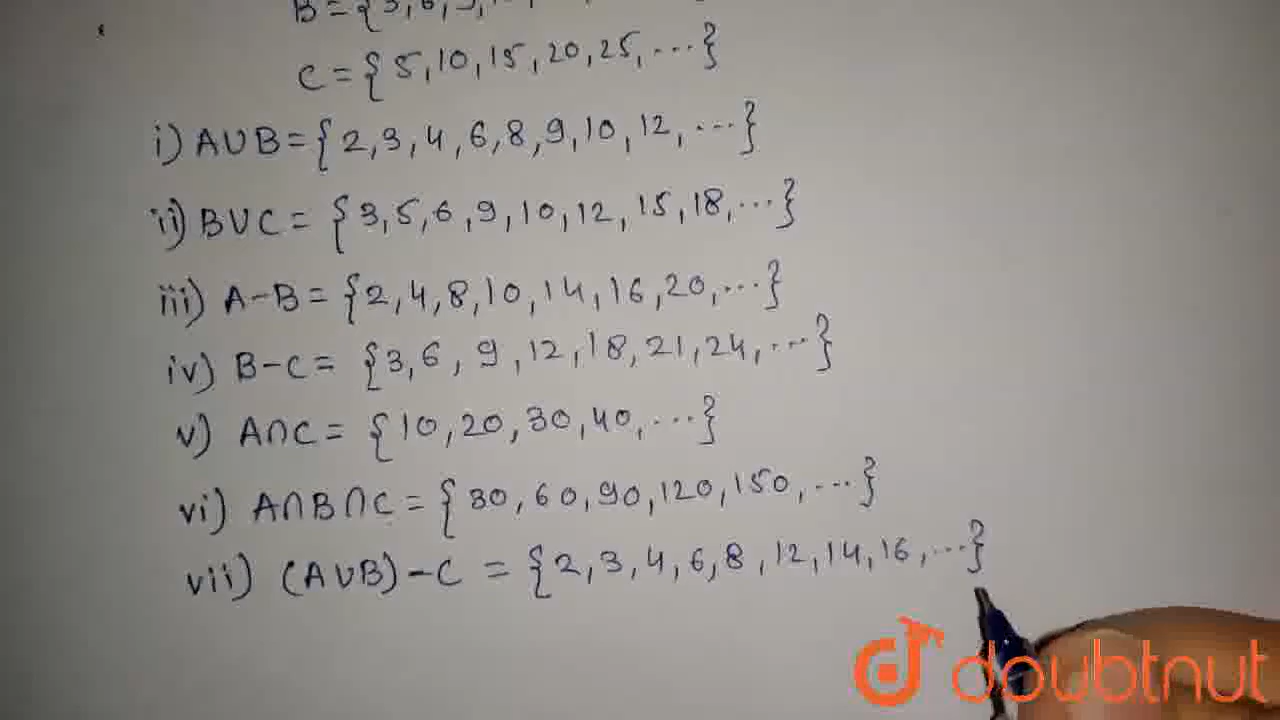 B = {3, 6, 9,
C = {5, 10, 15, 20, 25, ...}
i) A∪B = {2, 3, 4, 6, 8, 9, 10, 12, ...}
ii) B∪C = {3, 5, 6, 9, 10, 12, 15, 18, ...}
iii) A-B = {2, 4, 8, 10, 14, 16, 20, ...}
iv) B-C = {3, 6, 9, 12, 18, 21, 24, ...}
v) A∩C = {10, 20, 30, 40, ...}
vi) A∩B∩C = {30, 60, 90, 120, 150, ...}
vii) (A∪B)-C = {2, 3, 4, 6, 8, 12, 14, 16, ...}
doubtnut